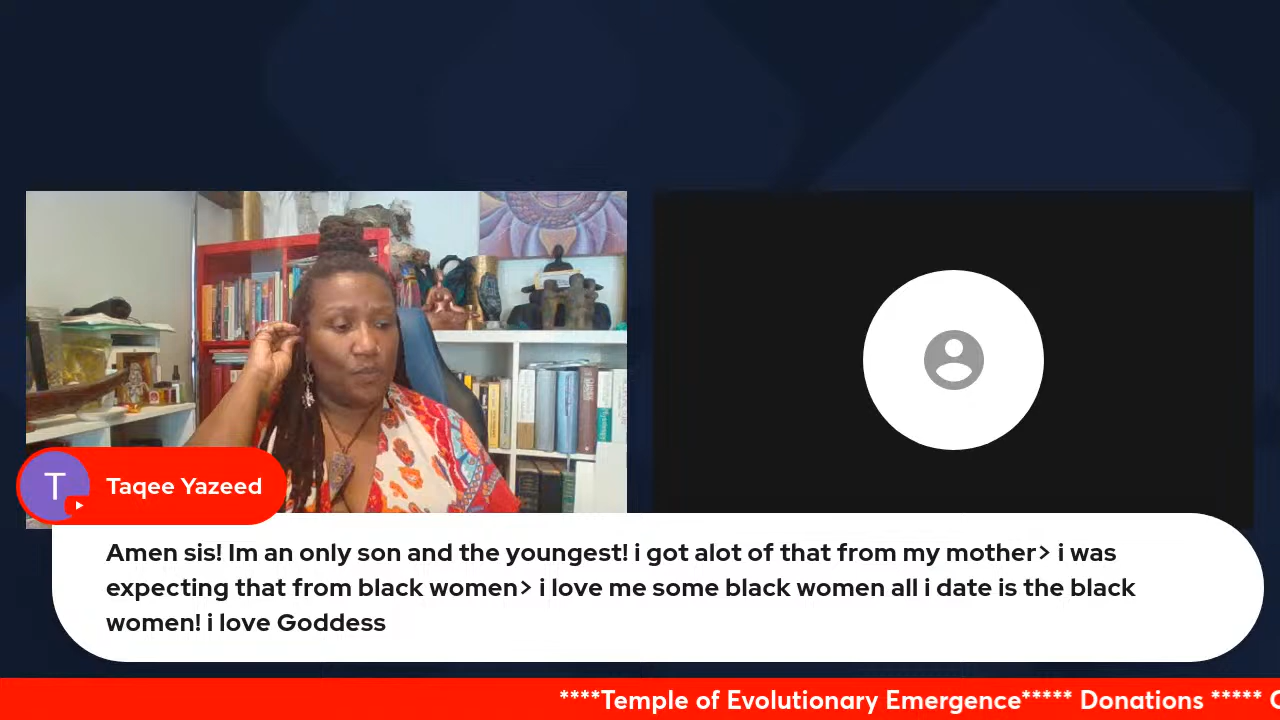 T
Taqee Yazeed
Amen sis! Im an only son and the youngest! i got alot of that from my mother> i was
expecting that from black women> i love me some black women all i date is the black
women! i love Goddess
****Temple of Evolutionary Emergence***** Donations *****